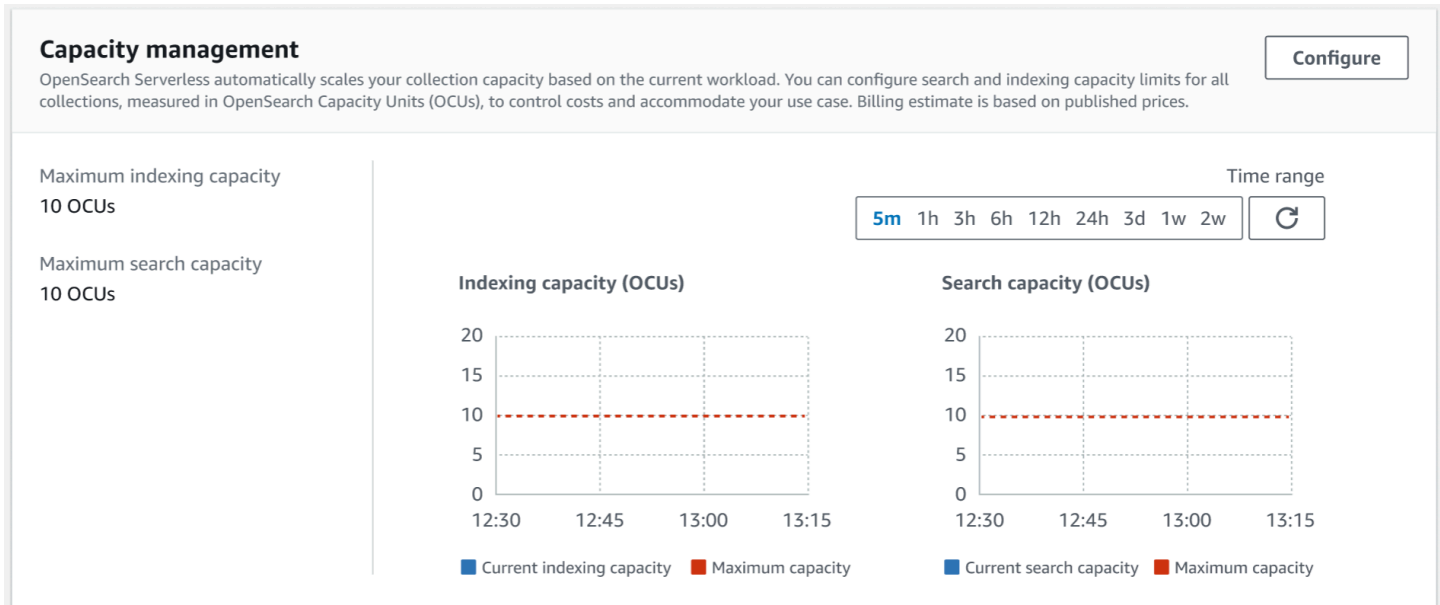 Capacity management
Configure
OpenSearch Serverless automatically scales your collection capacity based on the current workload. You can configure search and indexing capacity limits for all
collections, measured in OpenSearch Capacity Units (OCUs), to control costs and accommodate your use case. Billing estimate is based on published prices.
Maximum indexing capacity
10 OCUs
Maximum search capacity
10 OCUs
Time range
5m 1h 3h 6h 12h 24h 3d 1w 2w
Indexing capacity (OCUs)
20
15
10
5
0
12:30 12:45 13:00 13:15
Current indexing capacity Maximum capacity
Search capacity (OCUs)
20
15
10
5
0
12:30 12:45 13:00 13:15
Current search capacity Maximum capacity